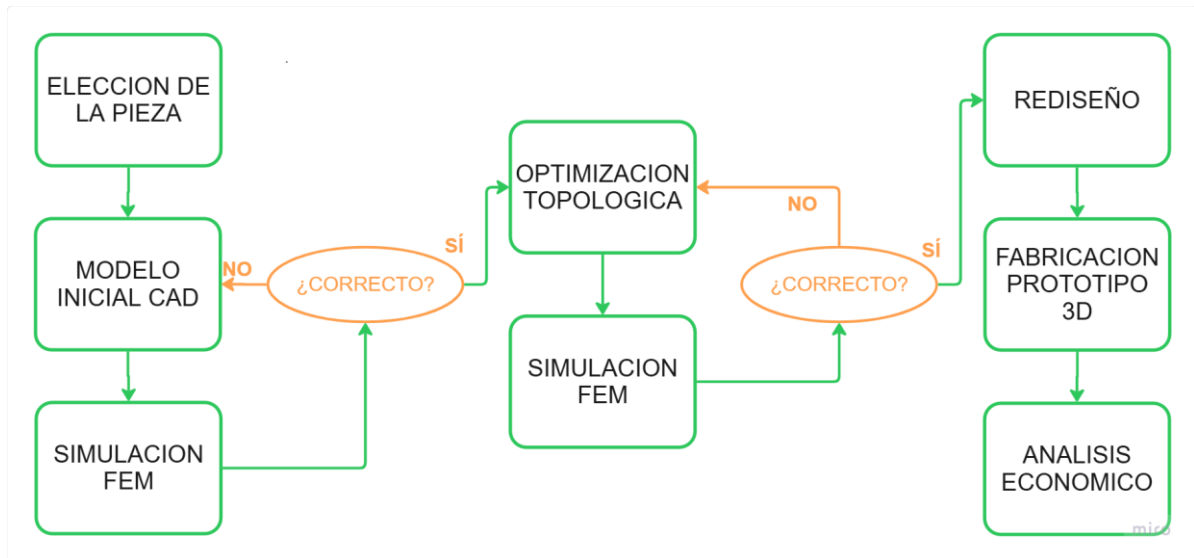 ELECCION DE
LA PIEZA
MODELO
INICIAL CAD
SIMULACION
FEM
NO
¿CORRECTO?
SÍ
OPTIMIZACION
TOPOLOGICA
SIMULACION
FEM
NO
¿CORRECTO?
SÍ
REDISEÑO
FABRICACION
PROTOTIPO
3D
ANALISIS
ECONOMICO
miro